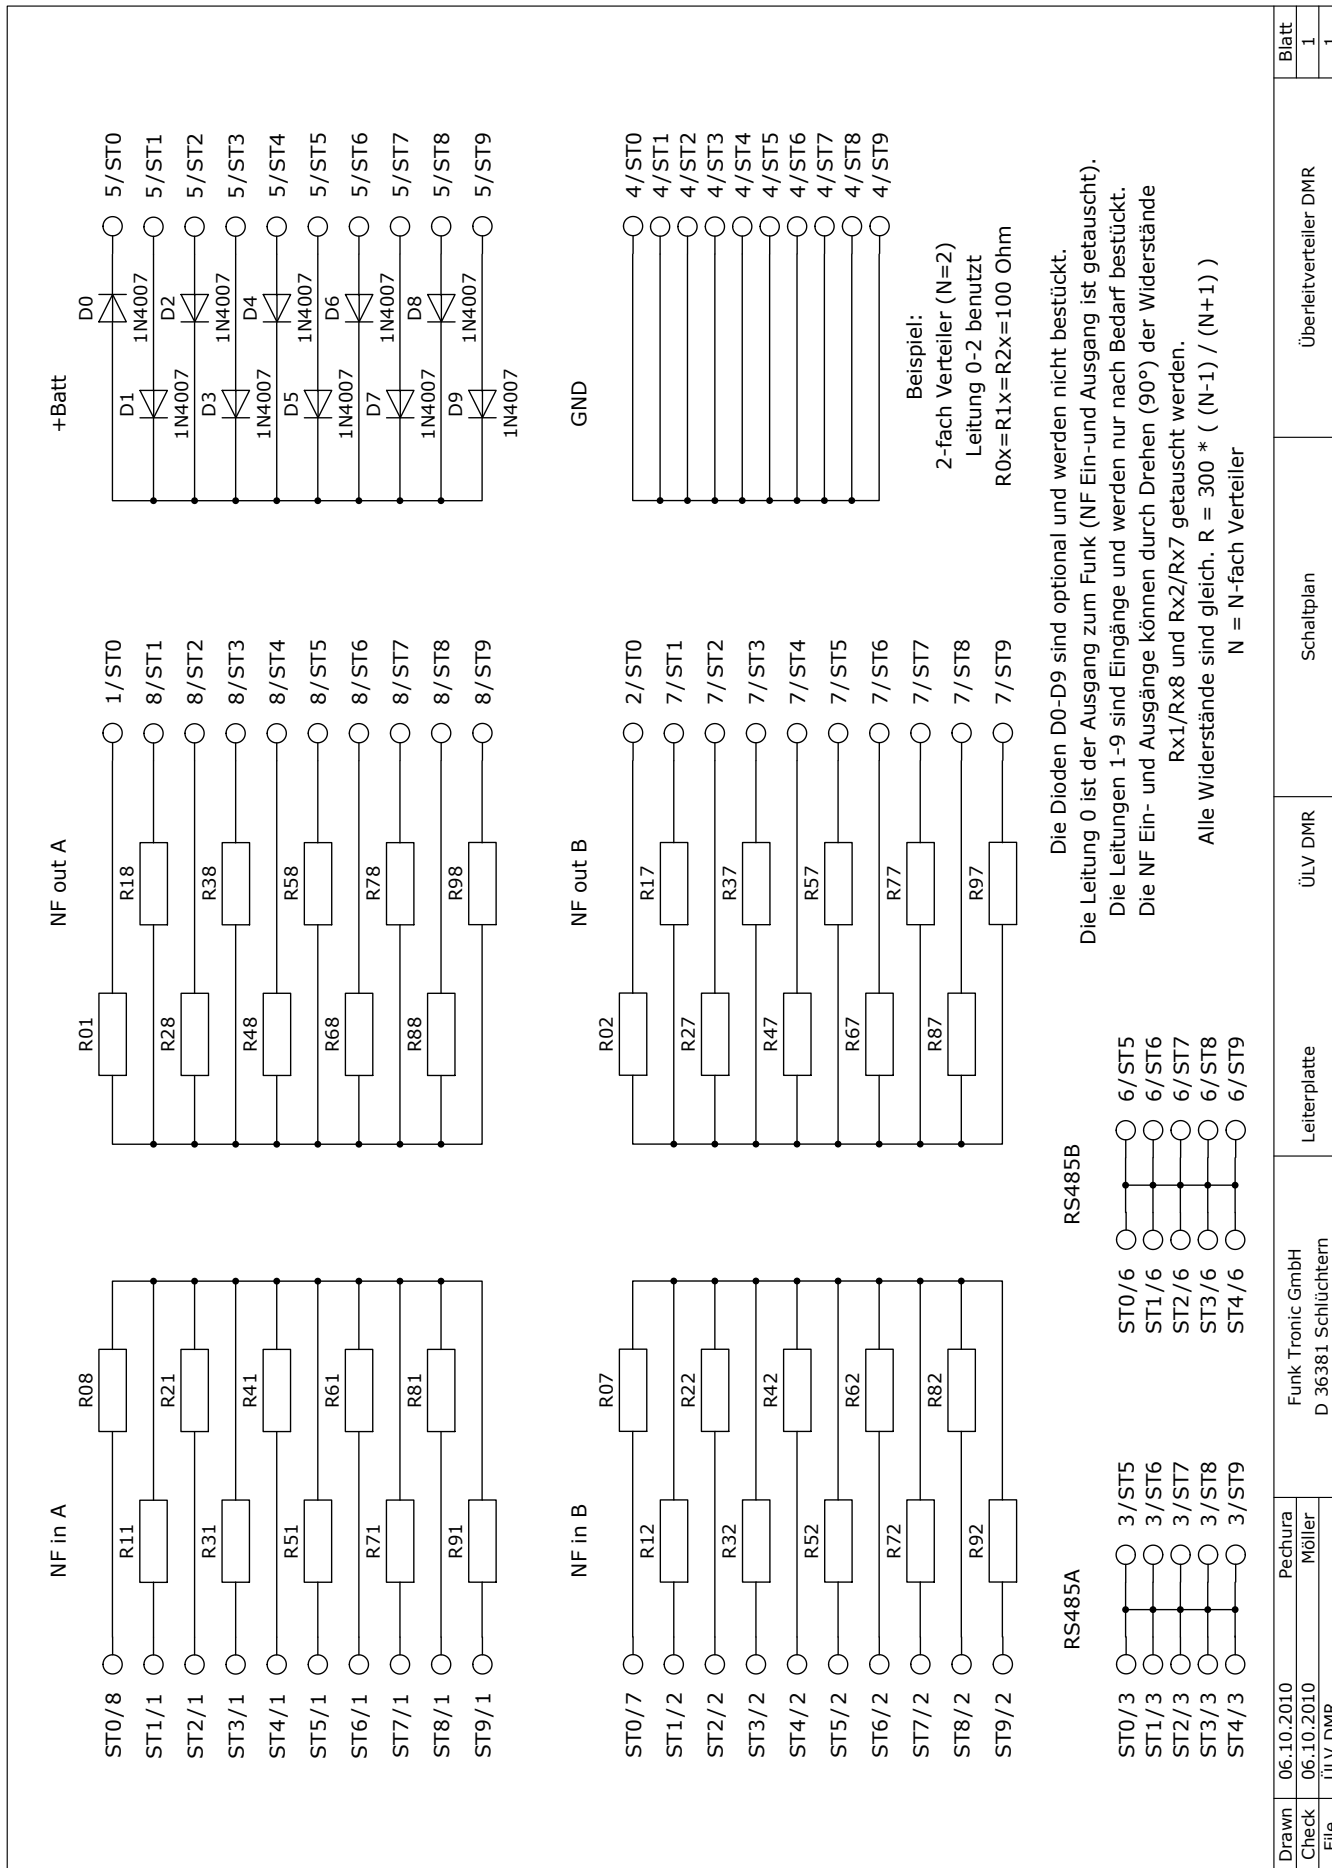 NF in A
ST0/8
R08
ST1/1
R11
ST2/1
R21
ST3/1
R31
ST4/1
R41
ST5/1
R51
ST6/1
R61
ST7/1
R71
ST8/1
R81
ST9/1
R91
NF out A
R01
1/ST0
R18
8/ST1
R28
8/ST2
R38
8/ST3
R48
8/ST4
R58
8/ST5
R68
8/ST6
R78
8/ST7
R88
8/ST8
R98
8/ST9
+Batt
D0
1N4007
5/ST0
D1
1N4007
5/ST1
D2
1N4007
5/ST2
D3
1N4007
5/ST3
D4
1N4007
5/ST4
D5
1N4007
5/ST5
D6
1N4007
5/ST6
D7
1N4007
5/ST7
D8
1N4007
5/ST8
D9
1N4007
5/ST9
NF in B
ST0/7
R07
ST1/2
R12
ST2/2
R22
ST3/2
R32
ST4/2
R42
ST5/2
R52
ST6/2
R62
ST7/2
R72
ST8/2
R82
ST9/2
R92
NF out B
R02
2/ST0
R17
7/ST1
R27
7/ST2
R37
7/ST3
R47
7/ST4
R57
7/ST5
R67
7/ST6
R77
7/ST7
R87
7/ST8
R97
7/ST9
GND
4/ST0
4/ST1
4/ST2
4/ST3
4/ST4
4/ST5
4/ST6
4/ST7
4/ST8
4/ST9
Beispiel:
2-fach Verteiler (N=2)
Leitung 0-2 benutzt
R0x=R1x=R2x=100 Ohm
RS485A
ST0/3 3/ST5
ST1/3 3/ST6
ST2/3 3/ST7
ST3/3 3/ST8
ST4/3 3/ST9
RS485B
ST0/6 6/ST5
ST1/6 6/ST6
ST2/6 6/ST7
ST3/6 6/ST8
ST4/6 6/ST9
Die Dioden D0-D9 sind optional und werden nicht bestückt.
Die Leitung 0 ist der Ausgang zum Funk (NF Ein-und Ausgang ist getauscht).
Die Leitungen 1-9 sind Eingänge und werden nur nach Bedarf bestückt.
Die NF Ein- und Ausgänge können durch Drehen (90°) der Widerstände
Rx1/Rx8 und Rx2/Rx7 getauscht werden.
Alle Widerstände sind gleich. R = 300 * ( (N-1) / (N+1) )
N = N-fach Verteiler
Drawn 06.10.2010 Pechura
Check 06.10.2010 Möller
File ÜLV DMR
Funk Tronic GmbH
D 36381 Schlüchtern
Leiterplatte
ÜLV DMR
Schaltplan
Überleitverteiler DMR
Blatt
1
1